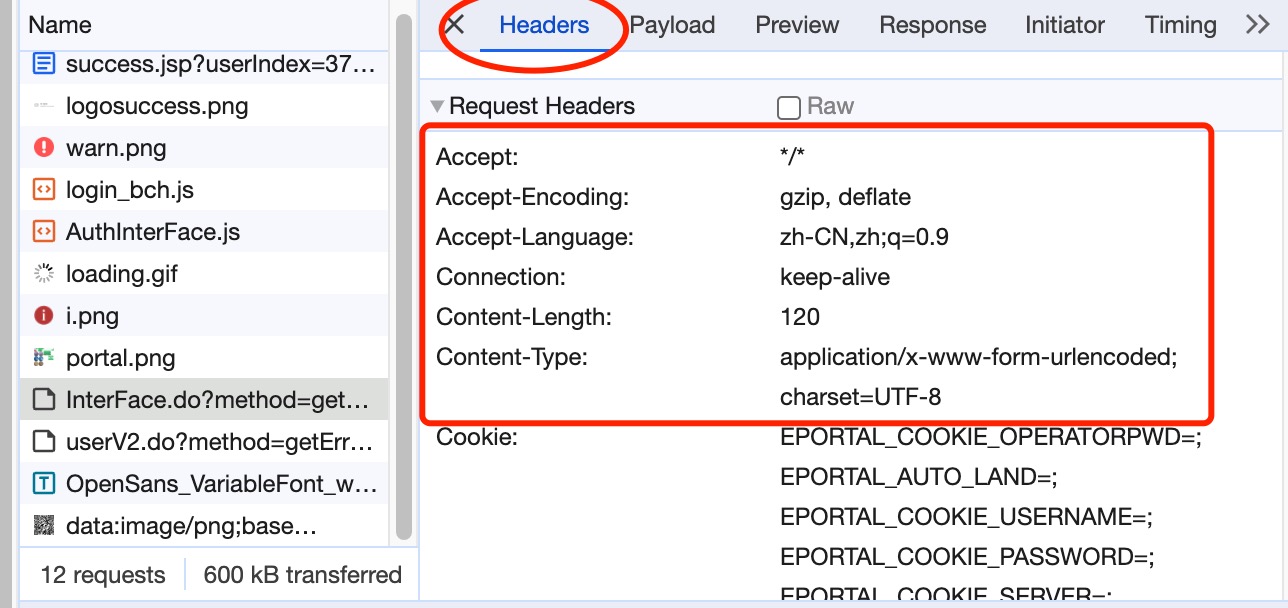 Name
success.jsp?userIndex=37...
logosuccess.png
warn.png
login_bch.js
AuthInterFace.js
loading.gif
i.png
portal.png
InterFace.do?method=get...
userV2.do?method=getErr...
OpenSans_VariableFont_w...
data:image/png;base...
12 requests 600 kB transferred
Headers Payload Preview Response Initiator Timing
Request Headers Raw
Accept: */*
Accept-Encoding: gzip, deflate
Accept-Language: zh-CN,zh;q=0.9
Connection: keep-alive
Content-Length: 120
Content-Type: application/x-www-form-urlencoded;
charset=UTF-8
Cookie: EPORTAL_COOKIE_OPERATORPWD=;
EPORTAL_AUTO_LAND=;
EPORTAL_COOKIE_USERNAME=;
EPORTAL_COOKIE_PASSWORD=;
EPORTAL_COOKIE_SERVER=;